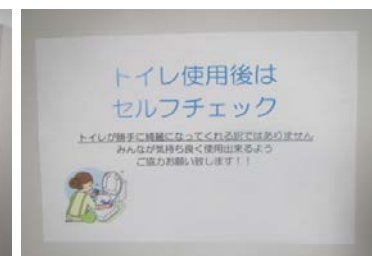 トイレ使用後は
セルフチェック
トイレが勝手に綺麗になってくれる訳ではありません
みんなが気持ち良く使用出来るよう
ご協力お願い致します！！